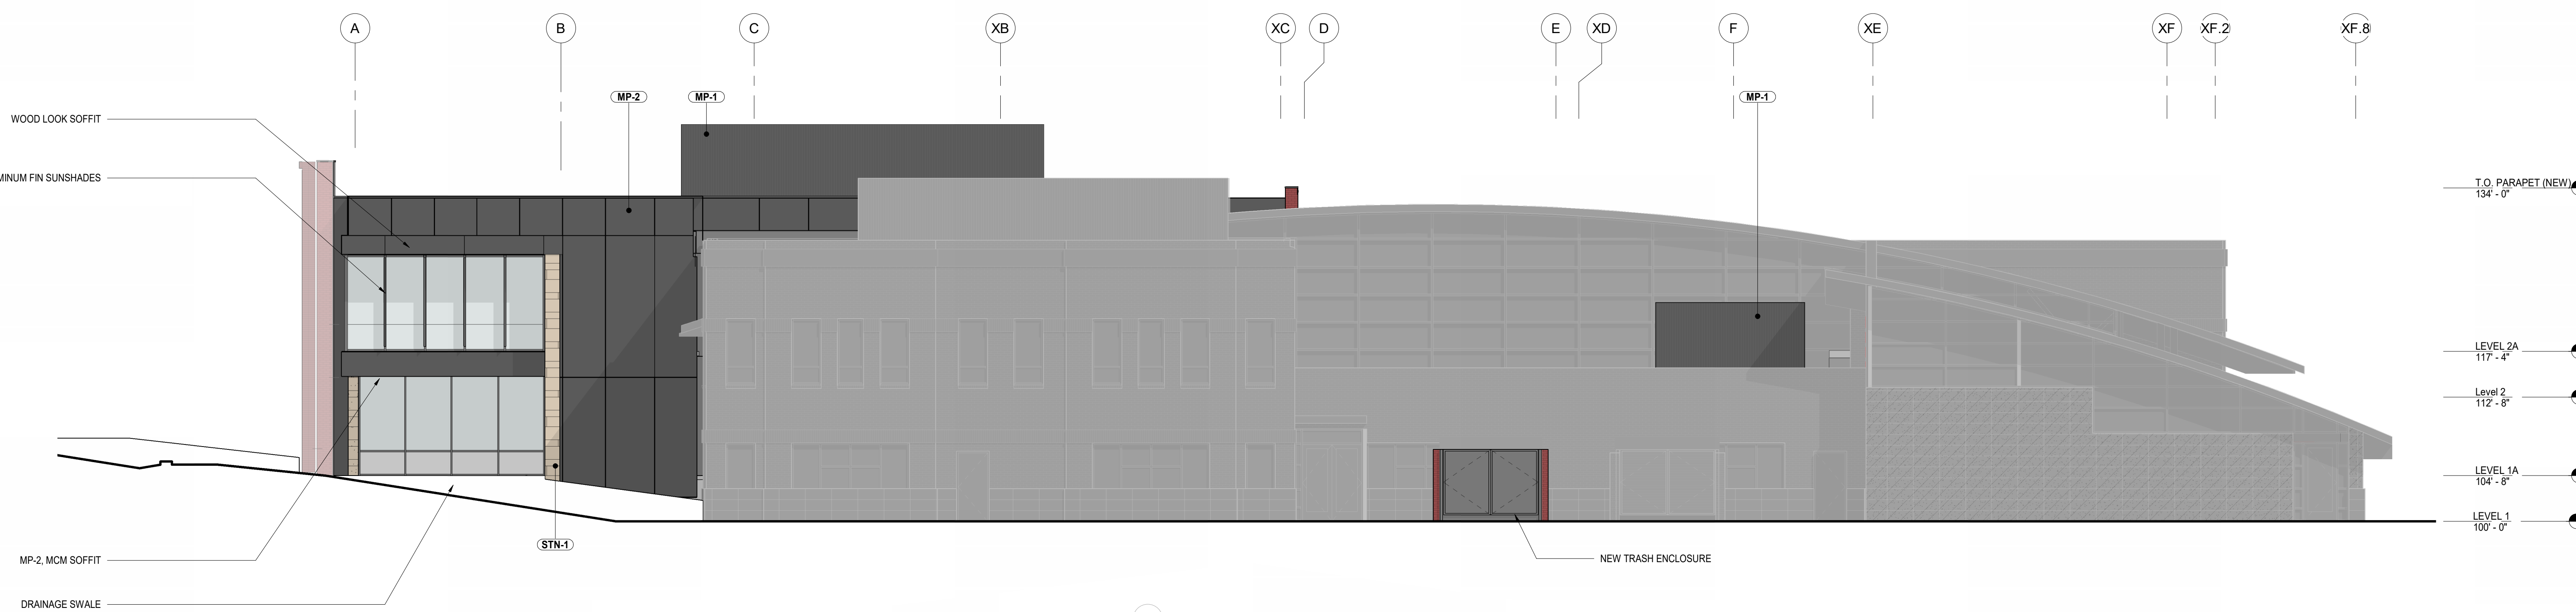 A B C XB XC D E XD F XE XF XF.2 XF.8
MP-2 MP-1 MP-1
WOOD LOOK SOFFIT
MINUM FIN SUNSHADES
T.O. PARAPET (NEW)
134' - 0"
LEVEL 2A
117' - 4"
Level 2
112' - 8"
LEVEL 1A
104' - 8"
LEVEL 1
100' - 0"
STN-1
MP-2, MCM SOFFIT
NEW TRASH ENCLOSURE
DRAINAGE SWALE